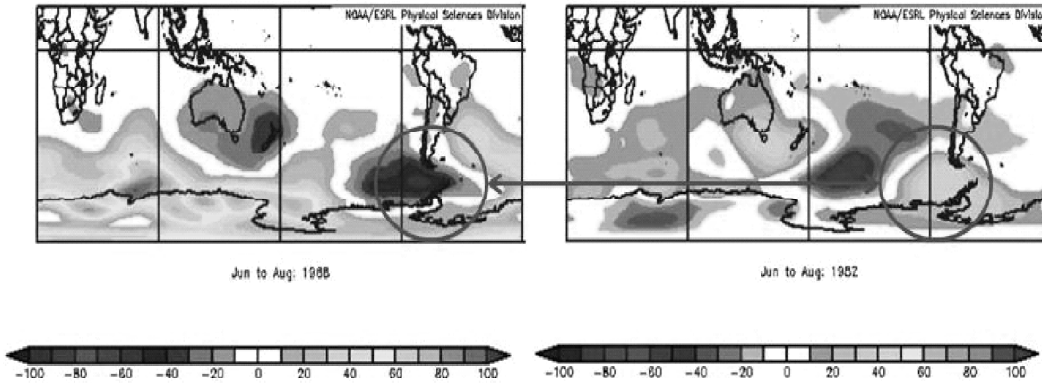 NOAA/ESRL Physical Sciences Division
NOAA/ESRL Physical Sciences Division
Jun to Aug: 1968
Jun to Aug: 1982
-100 -80 -60 -40 -20 0 20 40 60 80 100
-100 -80 -60 -40 -20 0 20 40 60 80 100